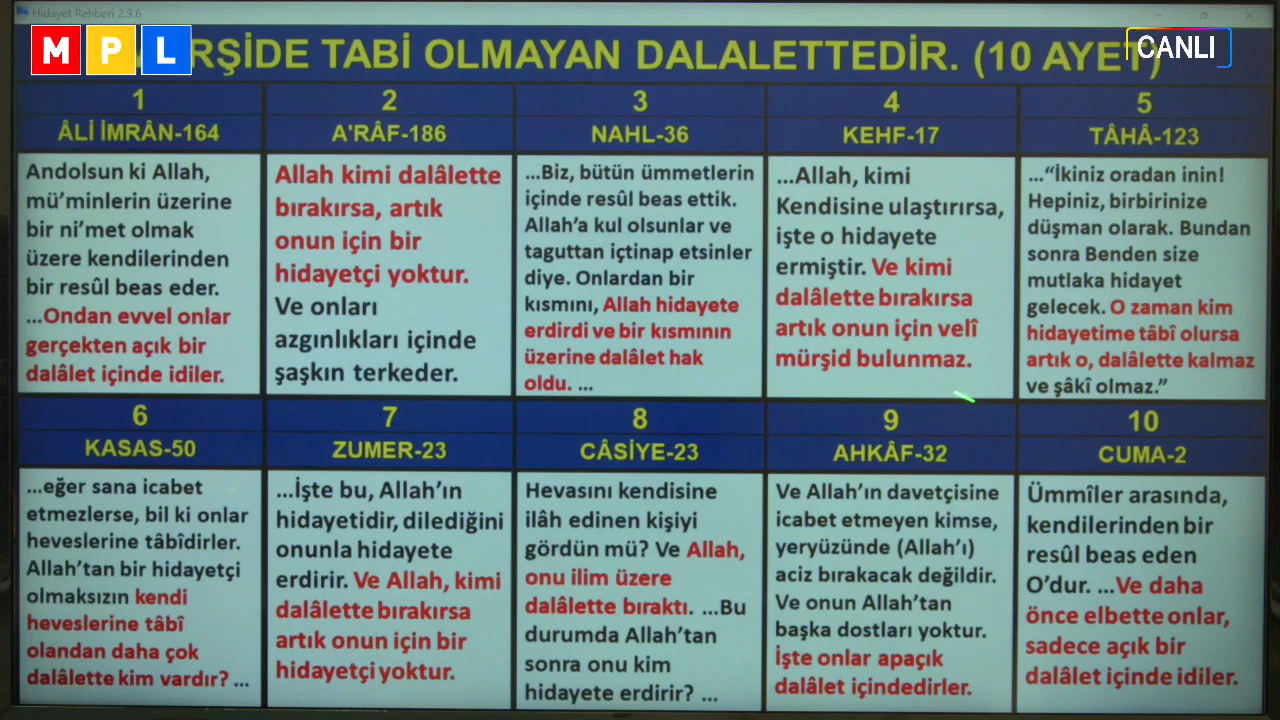 Hidayet Rehberi 2.9.6
MPL
CANLI
RŞİDE TABİ OLMAYAN DALALETTEDİR. (10 AYET)
1
ÂLİ İMRÂN-164
Andolsun ki Allah,
mü’minlerin üzerine
bir ni’met olmak
üzere kendilerinden
bir resûl beas eder.
...Ondan evvel onlar
gerçekten açık bir
dalâlet içinde idiler.
2
A'RÂF-186
Allah kimi dalâlette
bırakırsa, artık
onun için bir
hidayetçi yoktur.
Ve onları
azgınlıkları içinde
şaşkın terkeder.
3
NAHL-36
...Biz, bütün ümmetlerin
içinde resûl beas ettik.
Allah’a kul olsunlar ve
taguttan içtinap etsinler
diye. Onlardan bir
kısmını, Allah hidayete
erdirdi ve bir kısmının
üzerine dalâlet hak
oldu. ...
4
KEHF-17
...Allah, kimi
Kendisine ulaştırırsa,
işte o hidayete
ermiştir. Ve kimi
dalâlette bırakırsa
artık onun için velî
mürşid bulunmaz.
5
TÂHÂ-123
...“İkiniz oradan inin!
Hepiniz, birbirinize
düşman olarak. Bundan
sonra Benden size
mutlaka hidayet
gelecek. O zaman kim
hidayetime tâbî olursa
artık o, dalâlette kalmaz
ve şâkî olmaz.”
6
KASAS-50
...eğer sana icabet
etmezlerse, bil ki onlar
heveslerine tâbîdirler.
Allah’tan bir hidayetçi
olmaksızın kendi
heveslerine tâbî
olandan daha çok
dalâlette kim vardır? ...
7
ZUMER-23
...İşte bu, Allah’ın
hidayetidir, dilediğini
onunla hidayete
erdirir. Ve Allah, kimi
dalâlette bırakırsa
artık onun için bir
hidayetçi yoktur.
8
CÂSİYE-23
Hevasını kendisine
ilâh edinen kişiyi
gördün mü? Ve Allah,
onu ilim üzere
dalâlette bıraktı. ...Bu
durumda Allah’tan
sonra onu kim
hidayete erdirir? ...
9
AHKÂF-32
Ve Allah’ın davetçisine
icabet etmeyen kimse,
yeryüzünde (Allah’ı)
aciz bırakacak değildir.
Ve onun Allah’tan
başka dostları yoktur.
İşte onlar apaçık
dalâlet içindedirler.
10
CUMA-2
Ümmîler arasında,
kendilerinden bir
resûl beas eden
O’dur. ...Ve daha
önce elbette onlar,
sadece açık bir
dalâlet içinde idiler.